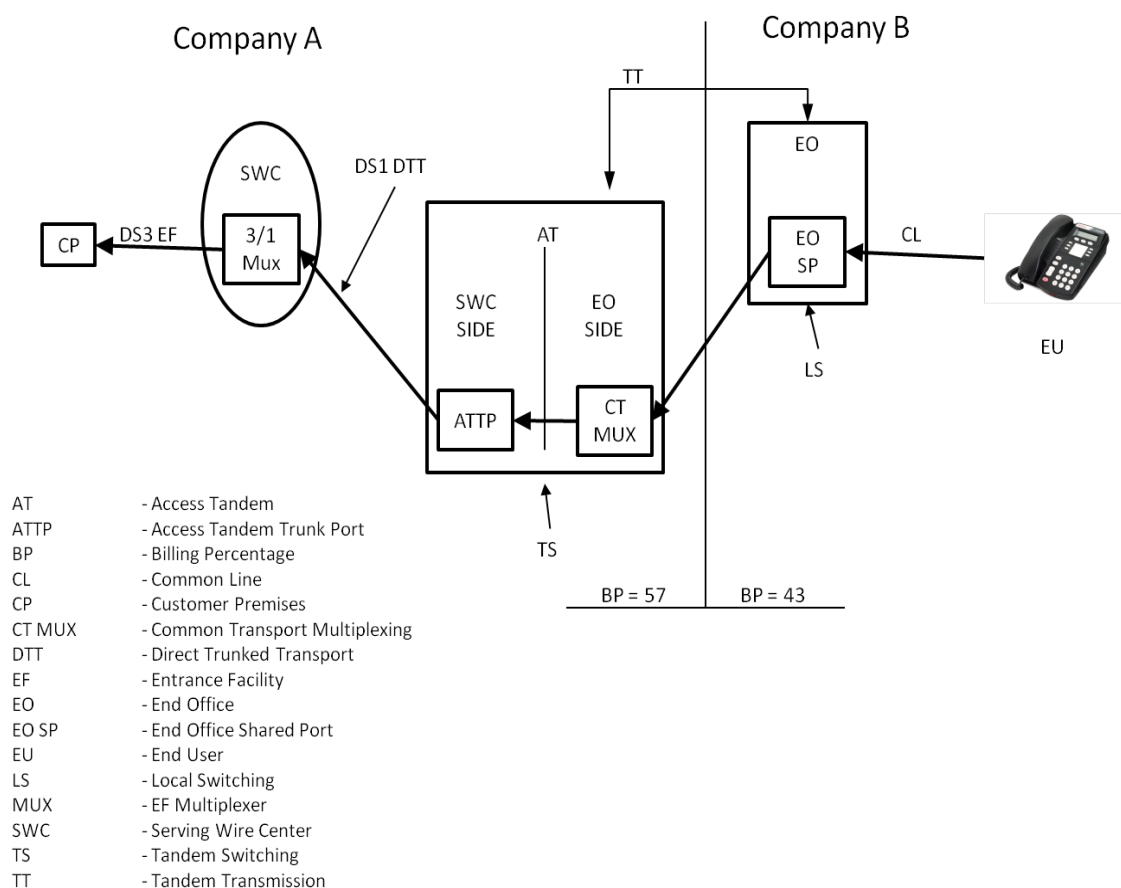 Company A
Company B
TT
EO
SWC
DS1 DTT
CP
DS3 EF
3/1
Mux
AT
SWC
SIDE
EO
SIDE
EO
SP
CL
EU
LS
ATTP
CT
MUX
TS
BP = 57
BP = 43
AT - Access Tandem
ATTP - Access Tandem Trunk Port
BP - Billing Percentage
CL - Common Line
CP - Customer Premises
CT MUX - Common Transport Multiplexing
DTT - Direct Trunked Transport
EF - Entrance Facility
EO - End Office
EO SP - End Office Shared Port
EU - End User
LS - Local Switching
MUX - EF Multiplexer
SWC - Serving Wire Center
TS - Tandem Switching
TT - Tandem Transmission